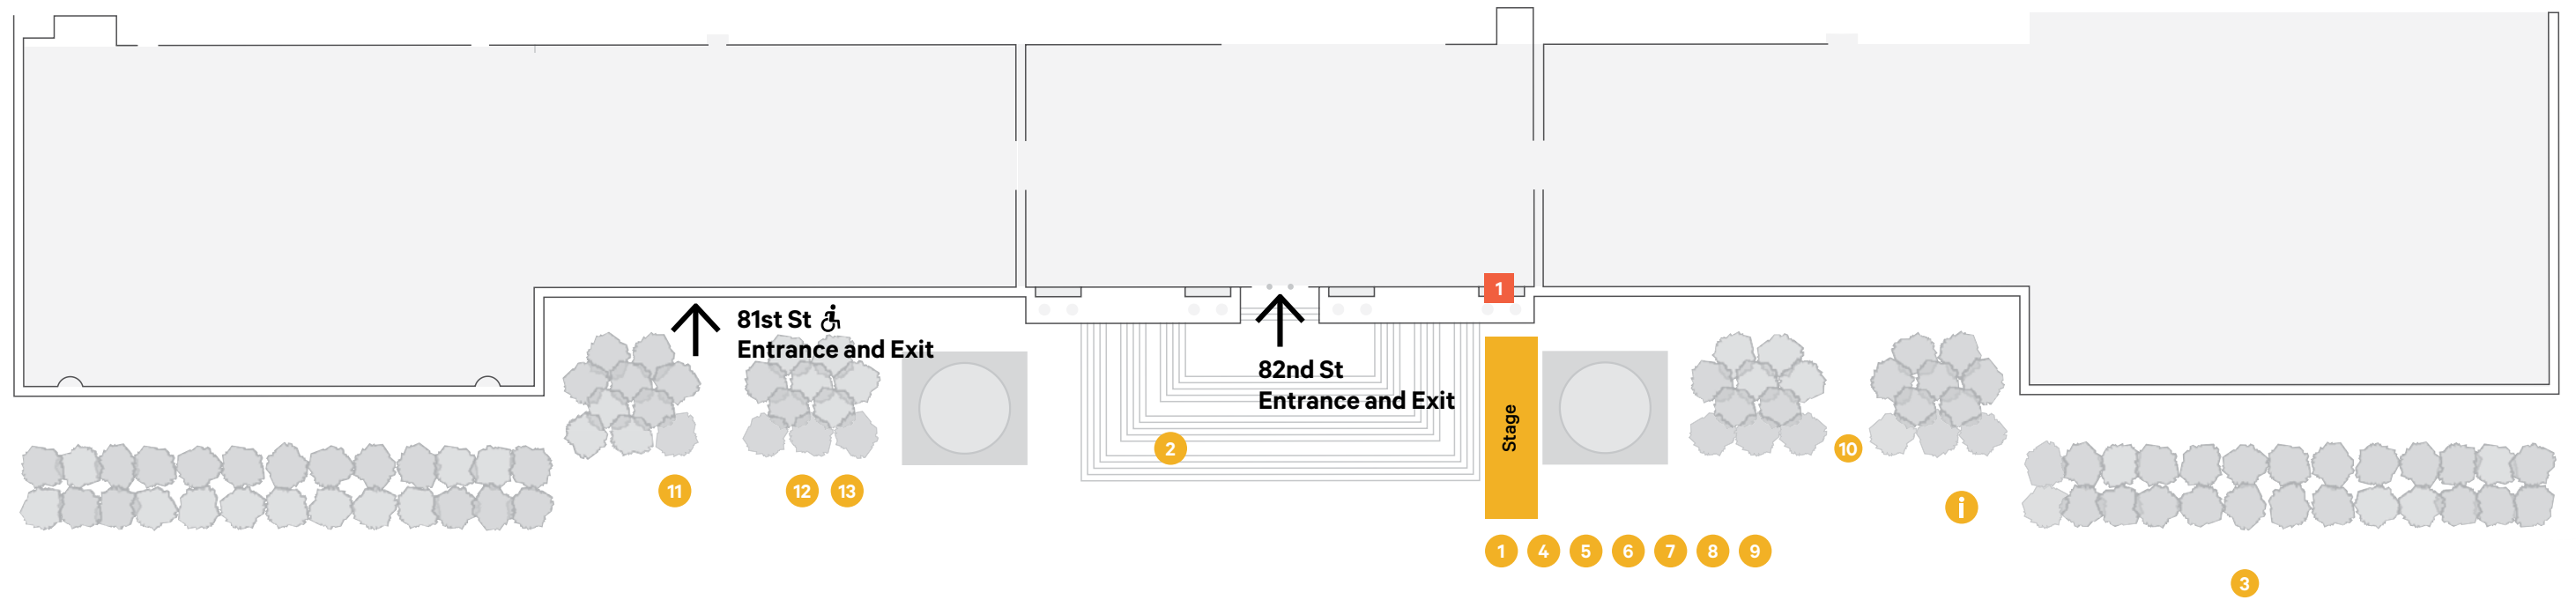 1
81st St
Entrance and Exit
82nd St
Entrance and Exit
Stage
2
10
11
12 13
i
1 4 5 6 7 8 9
3